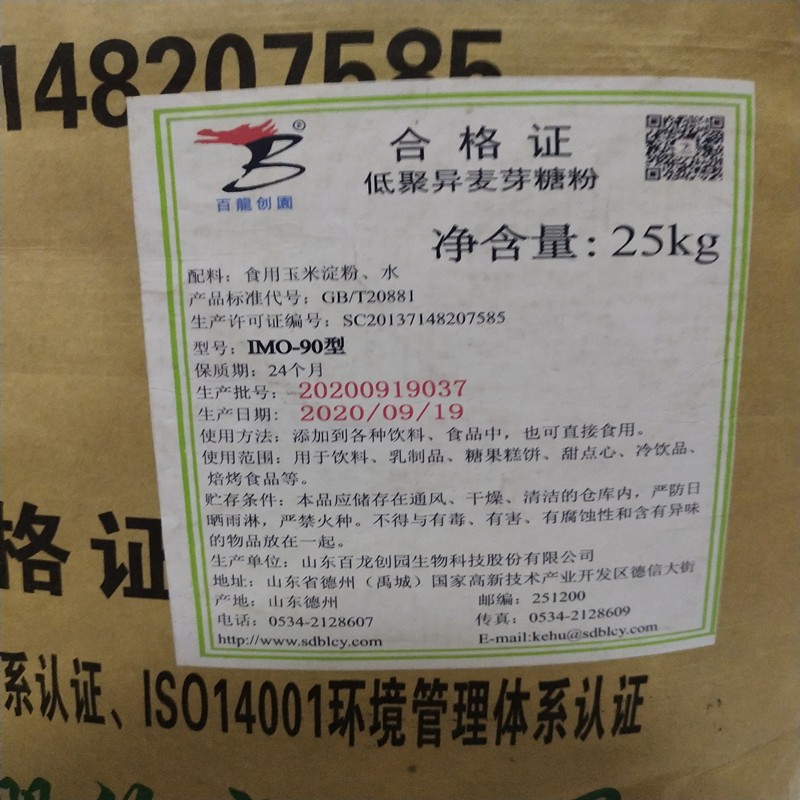 148207585
®
百龍创園
合格证
低聚异麦芽糖粉
净含量: 25kg
配料: 食用玉米淀粉、水
产品标准代号: GB/T20881
生产许可证编号: SC20137148207585
型号: IMO-90型
保质期: 24个月
生产批号: 20200919037
生产日期: 2020/09/19
使用方法: 添加到各种饮料、食品中,也可直接食用。
使用范围: 用于饮料、乳制品、糖果糕饼、甜点心、冷饮品、
焙烤食品等。
贮存条件: 本品应储存在通风、干燥、清洁的仓库内,严防日
晒雨淋,严禁火种。不得与有毒、有害、有腐蚀性和含有异味
的物品放在一起。
生产单位: 山东百龙创园生物科技股份有限公司
地址: 山东省德州（禹城）国家高新技术产业开发区德信大街
产地: 山东德州 邮编: 251200
电话: 0534-2128607 传真: 0534-2128609
http://www.sdblcy.com E-mail:kehu@sdblcy.com
格证
系认证、ISO14001环境管理体系认证